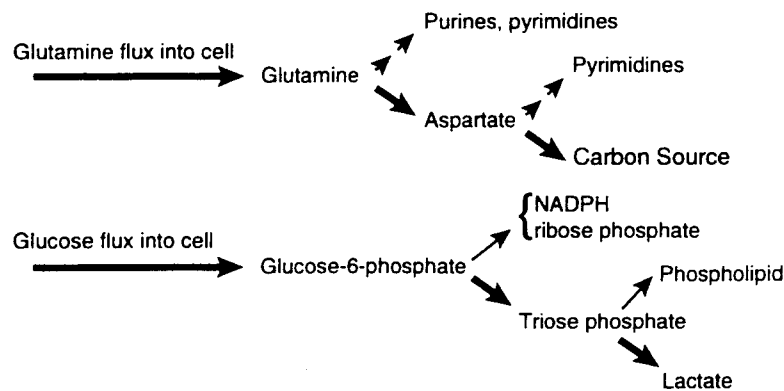 Purines, pyrimidines
Glutamine flux into cell
Glutamine
Pyrimidines
Aspartate
Carbon Source
NADPH
ribose phosphate
Glucose flux into cell
Glucose-6-phosphate
Phospholipid
Triose phosphate
Lactate